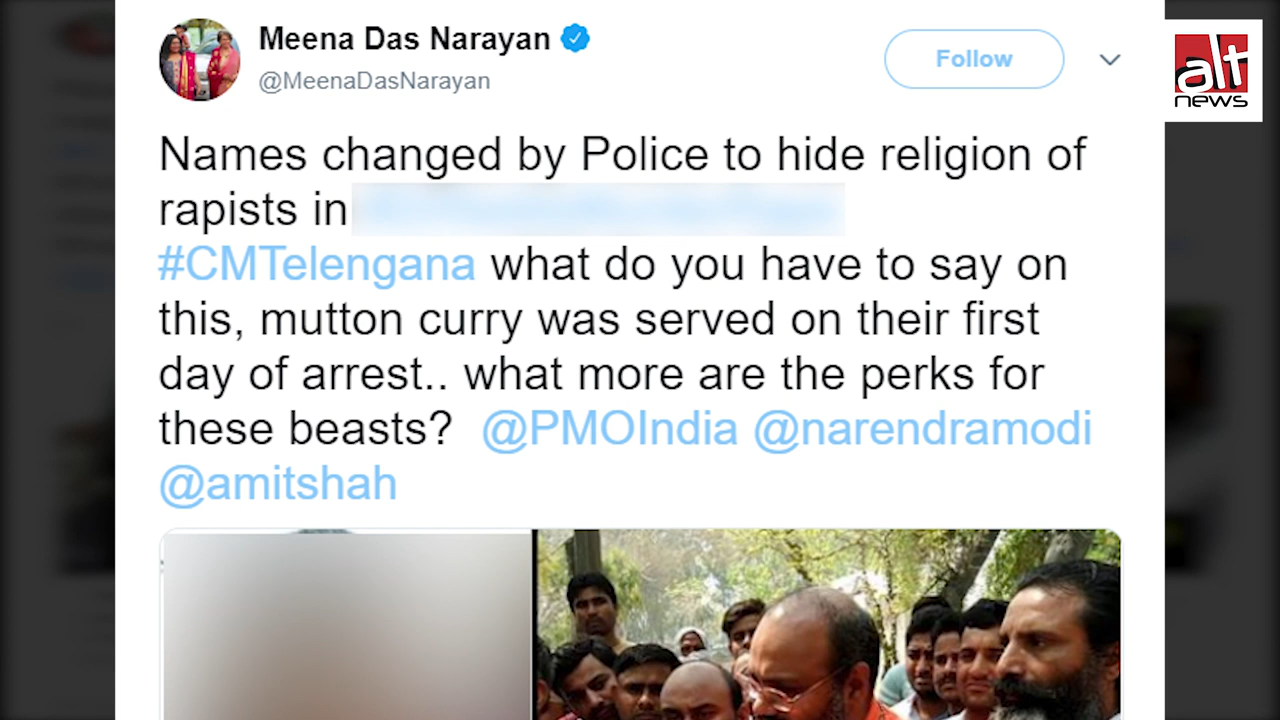 Meena Das Narayan
@MeenaDasNarayan
Follow
alt
news
Names changed by Police to hide religion of
rapists in
#CMTelengana what do you have to say on
this, mutton curry was served on their first
day of arrest.. what more are the perks for
these beasts? @PMOIndia @narendramodi
@amitshah